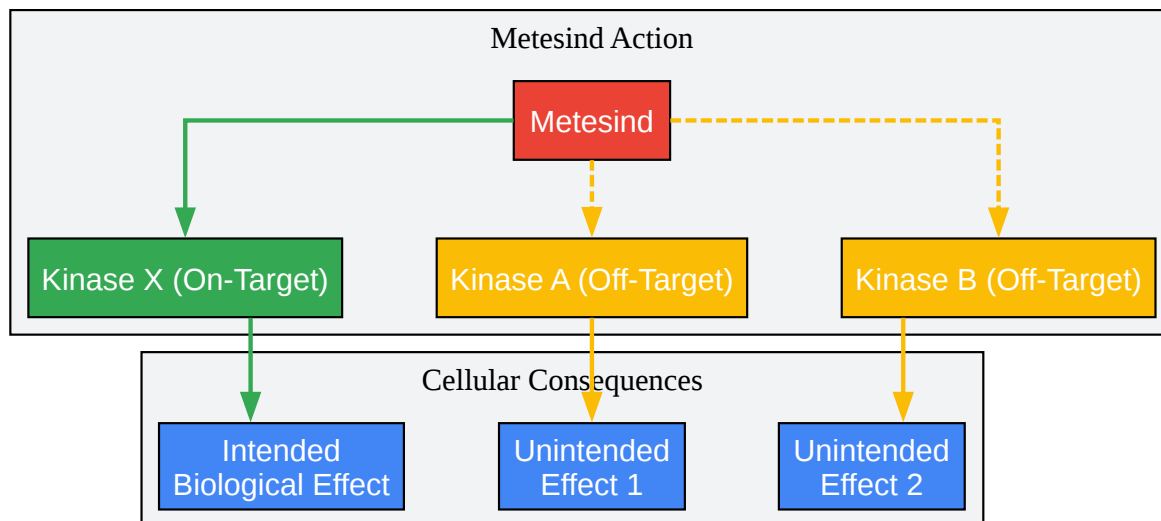 Metesind Action
Metesind
Kinase X (On-Target)
Kinase A (Off-Target)
Kinase B (Off-Target)
Cellular Consequences
Intended
Biological Effect
Unintended
Effect 1
Unintended
Effect 2